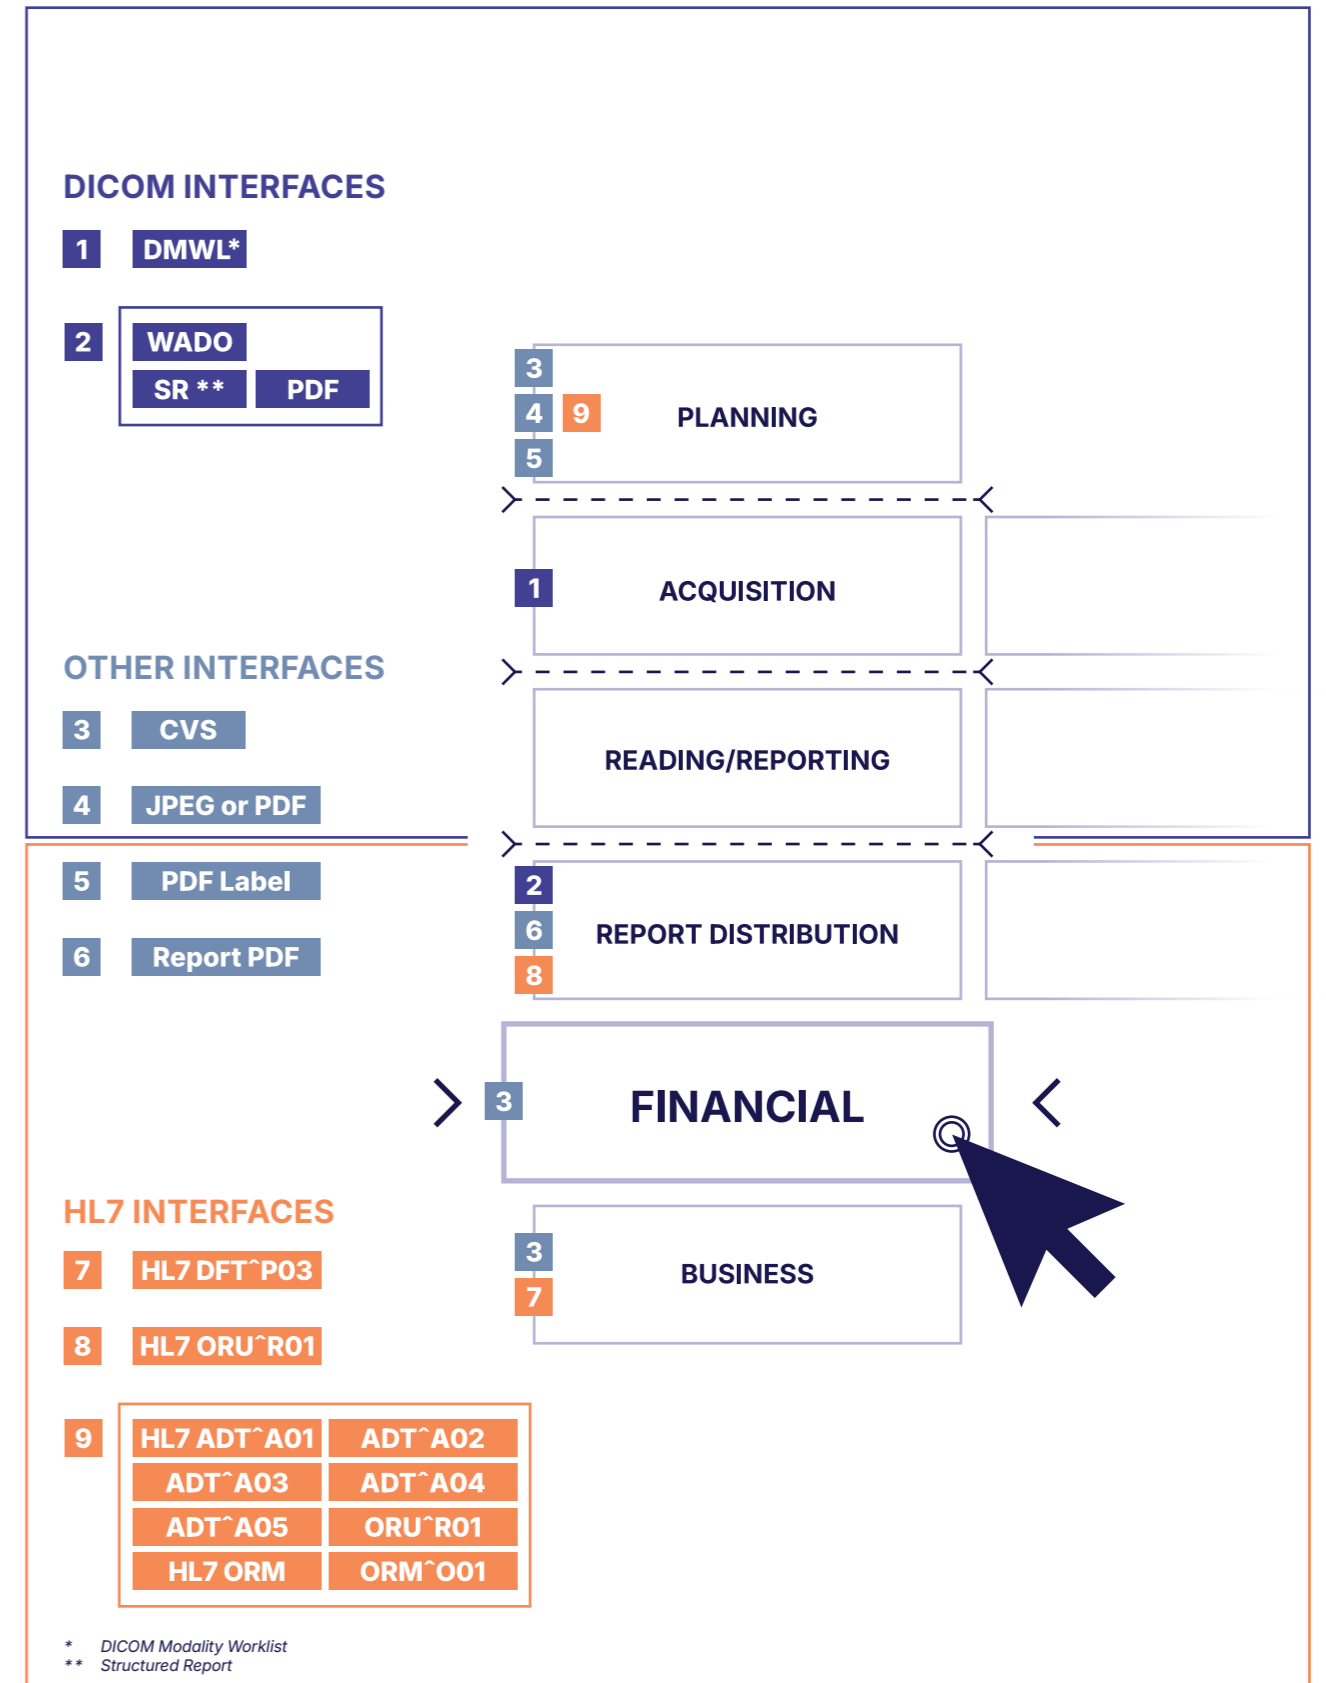 DICOM INTERFACES
1 DMWL*
2 WADO
SR ** PDF
OTHER INTERFACES
3 CVS
4 JPEG or PDF
5 PDF Label
6 Report PDF
HL7 INTERFACES
7 HL7 DFT^P03
8 HL7 ORU^R01
9 HL7 ADT^A01 ADT^A02
ADT^A03 ADT^A04
ADT^A05 ORU^R01
HL7 ORM ORM^O01
* DICOM Modality Worklist
** Structured Report
3
4 9 PLANNING
5
1 ACQUISITION
READING/REPORTING
2
6 REPORT DISTRIBUTION
8
3 FINANCIAL
3
BUSINESS
7